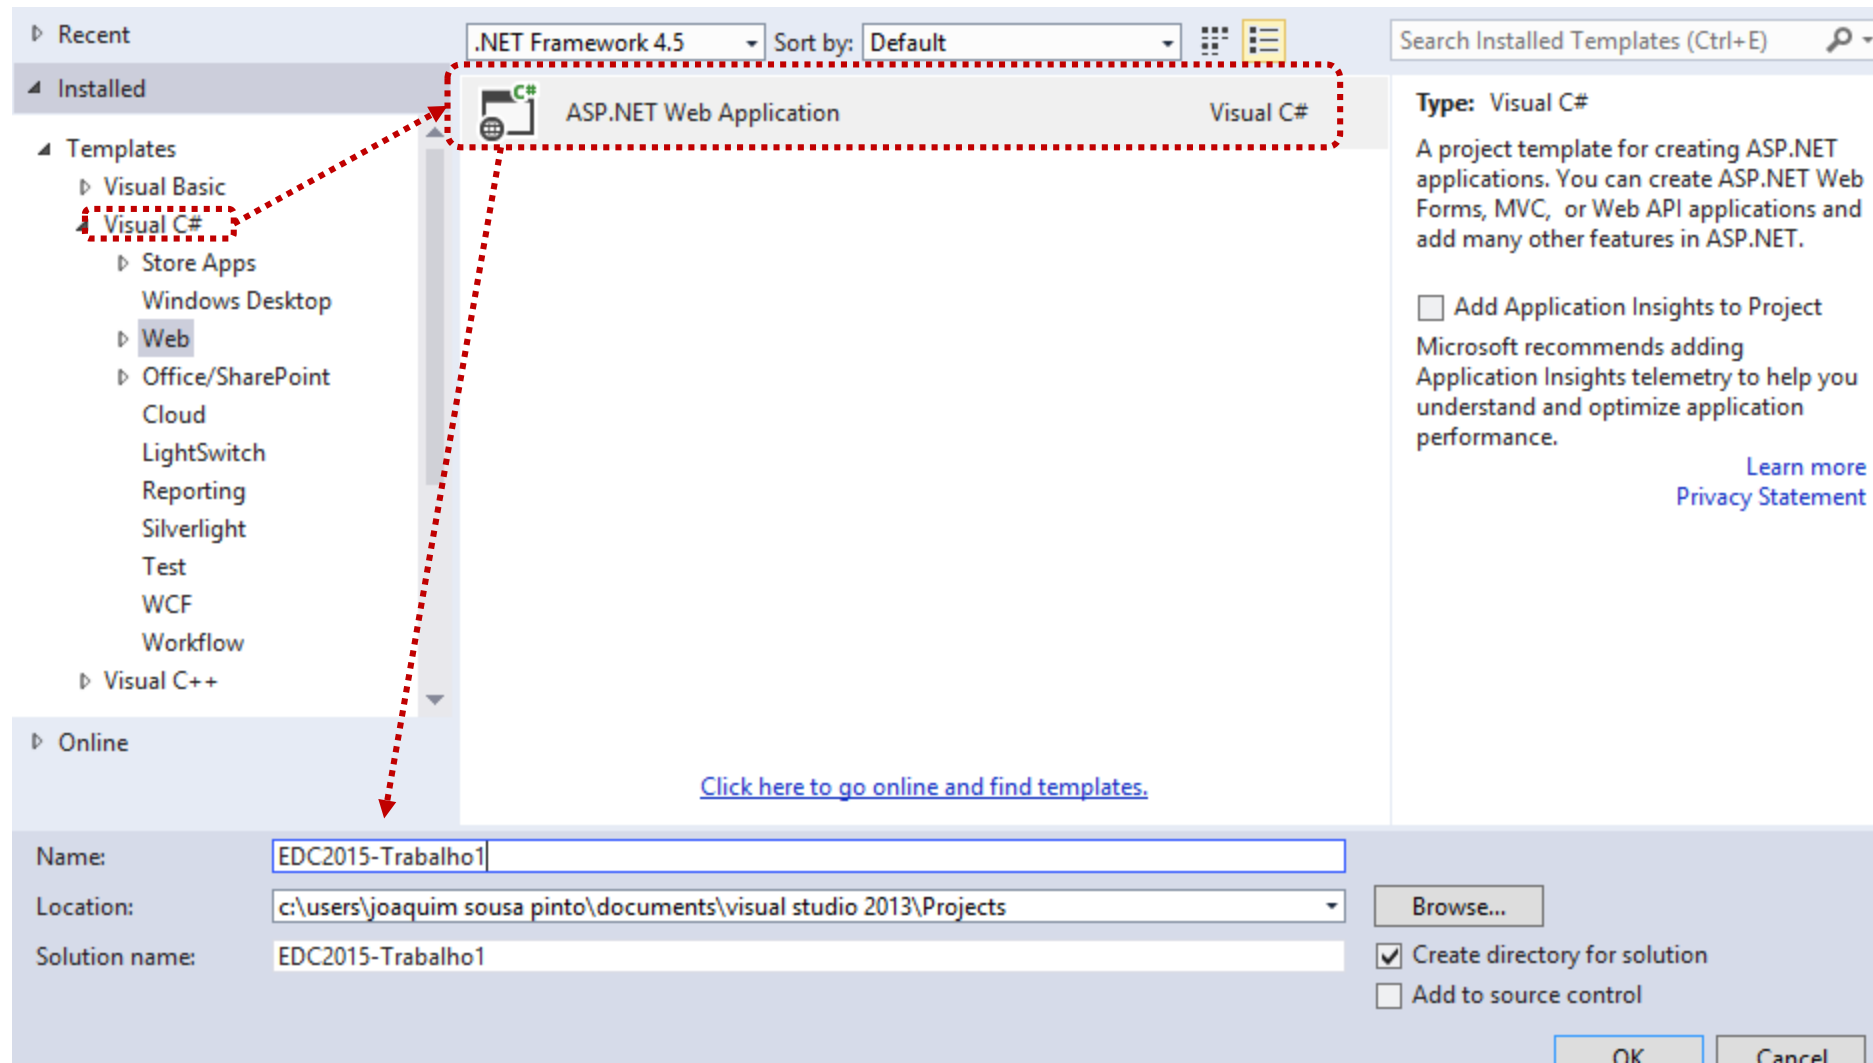 Recent
.NET Framework 4.5 Sort by: Default
Search Installed Templates (Ctrl+E)
Installed
Templates
Visual Basic
Visual C#
Store Apps
Windows Desktop
Web
Office/SharePoint
Cloud
LightSwitch
Reporting
Silverlight
Test
WCF
Workflow
Visual C++
Online
C#
ASP.NET Web Application Visual C#
Click here to go online and find templates.
Type: Visual C#
A project template for creating ASP.NET
applications. You can create ASP.NET Web
Forms, MVC, or Web API applications and
add many other features in ASP.NET.
Add Application Insights to Project
Microsoft recommends adding
Application Insights telemetry to help you
understand and optimize application
performance.
Learn more
Privacy Statement
Name: EDC2015-Trabalho1
Location: c:\users\joaquim sousa pinto\documents\visual studio 2013\Projects
Browse...
Solution name: EDC2015-Trabalho1
Create directory for solution
Add to source control
OK Cancel